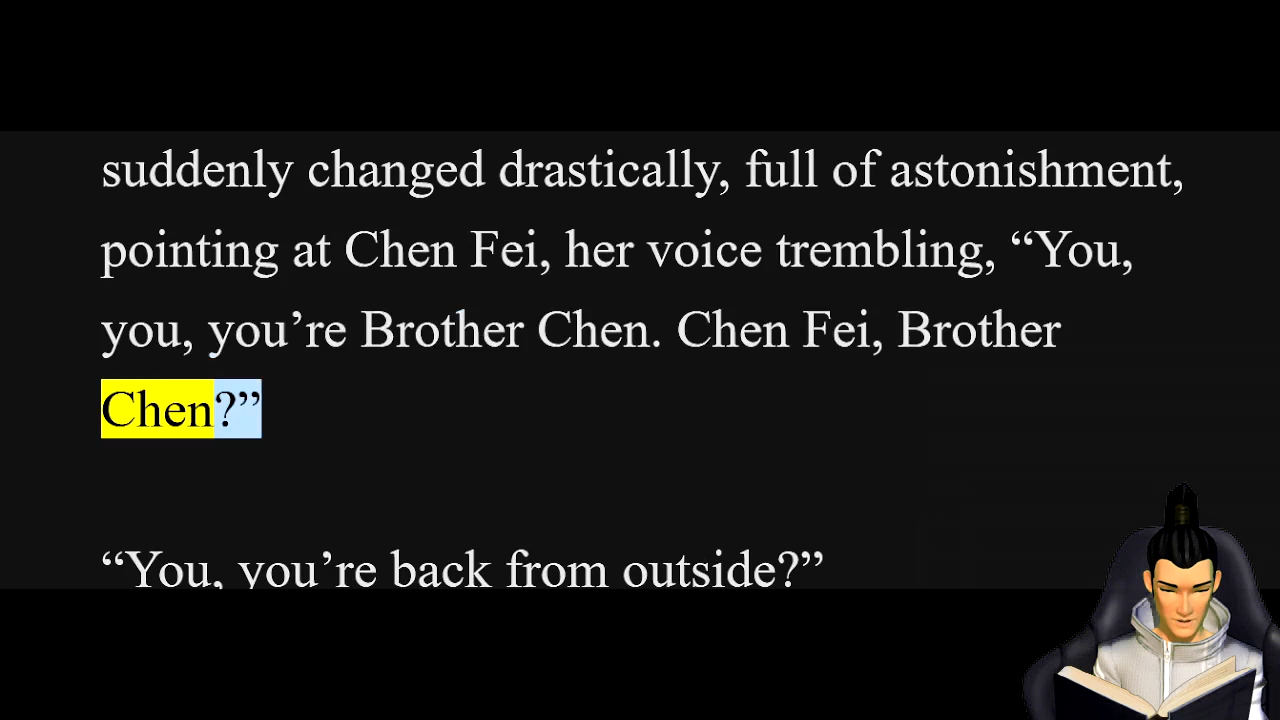 suddenly changed drastically, full of astonishment,
pointing at Chen Fei, her voice trembling, “You,
you, you’re Brother Chen. Chen Fei, Brother
Chen?”
“You, you’re back from outside?”